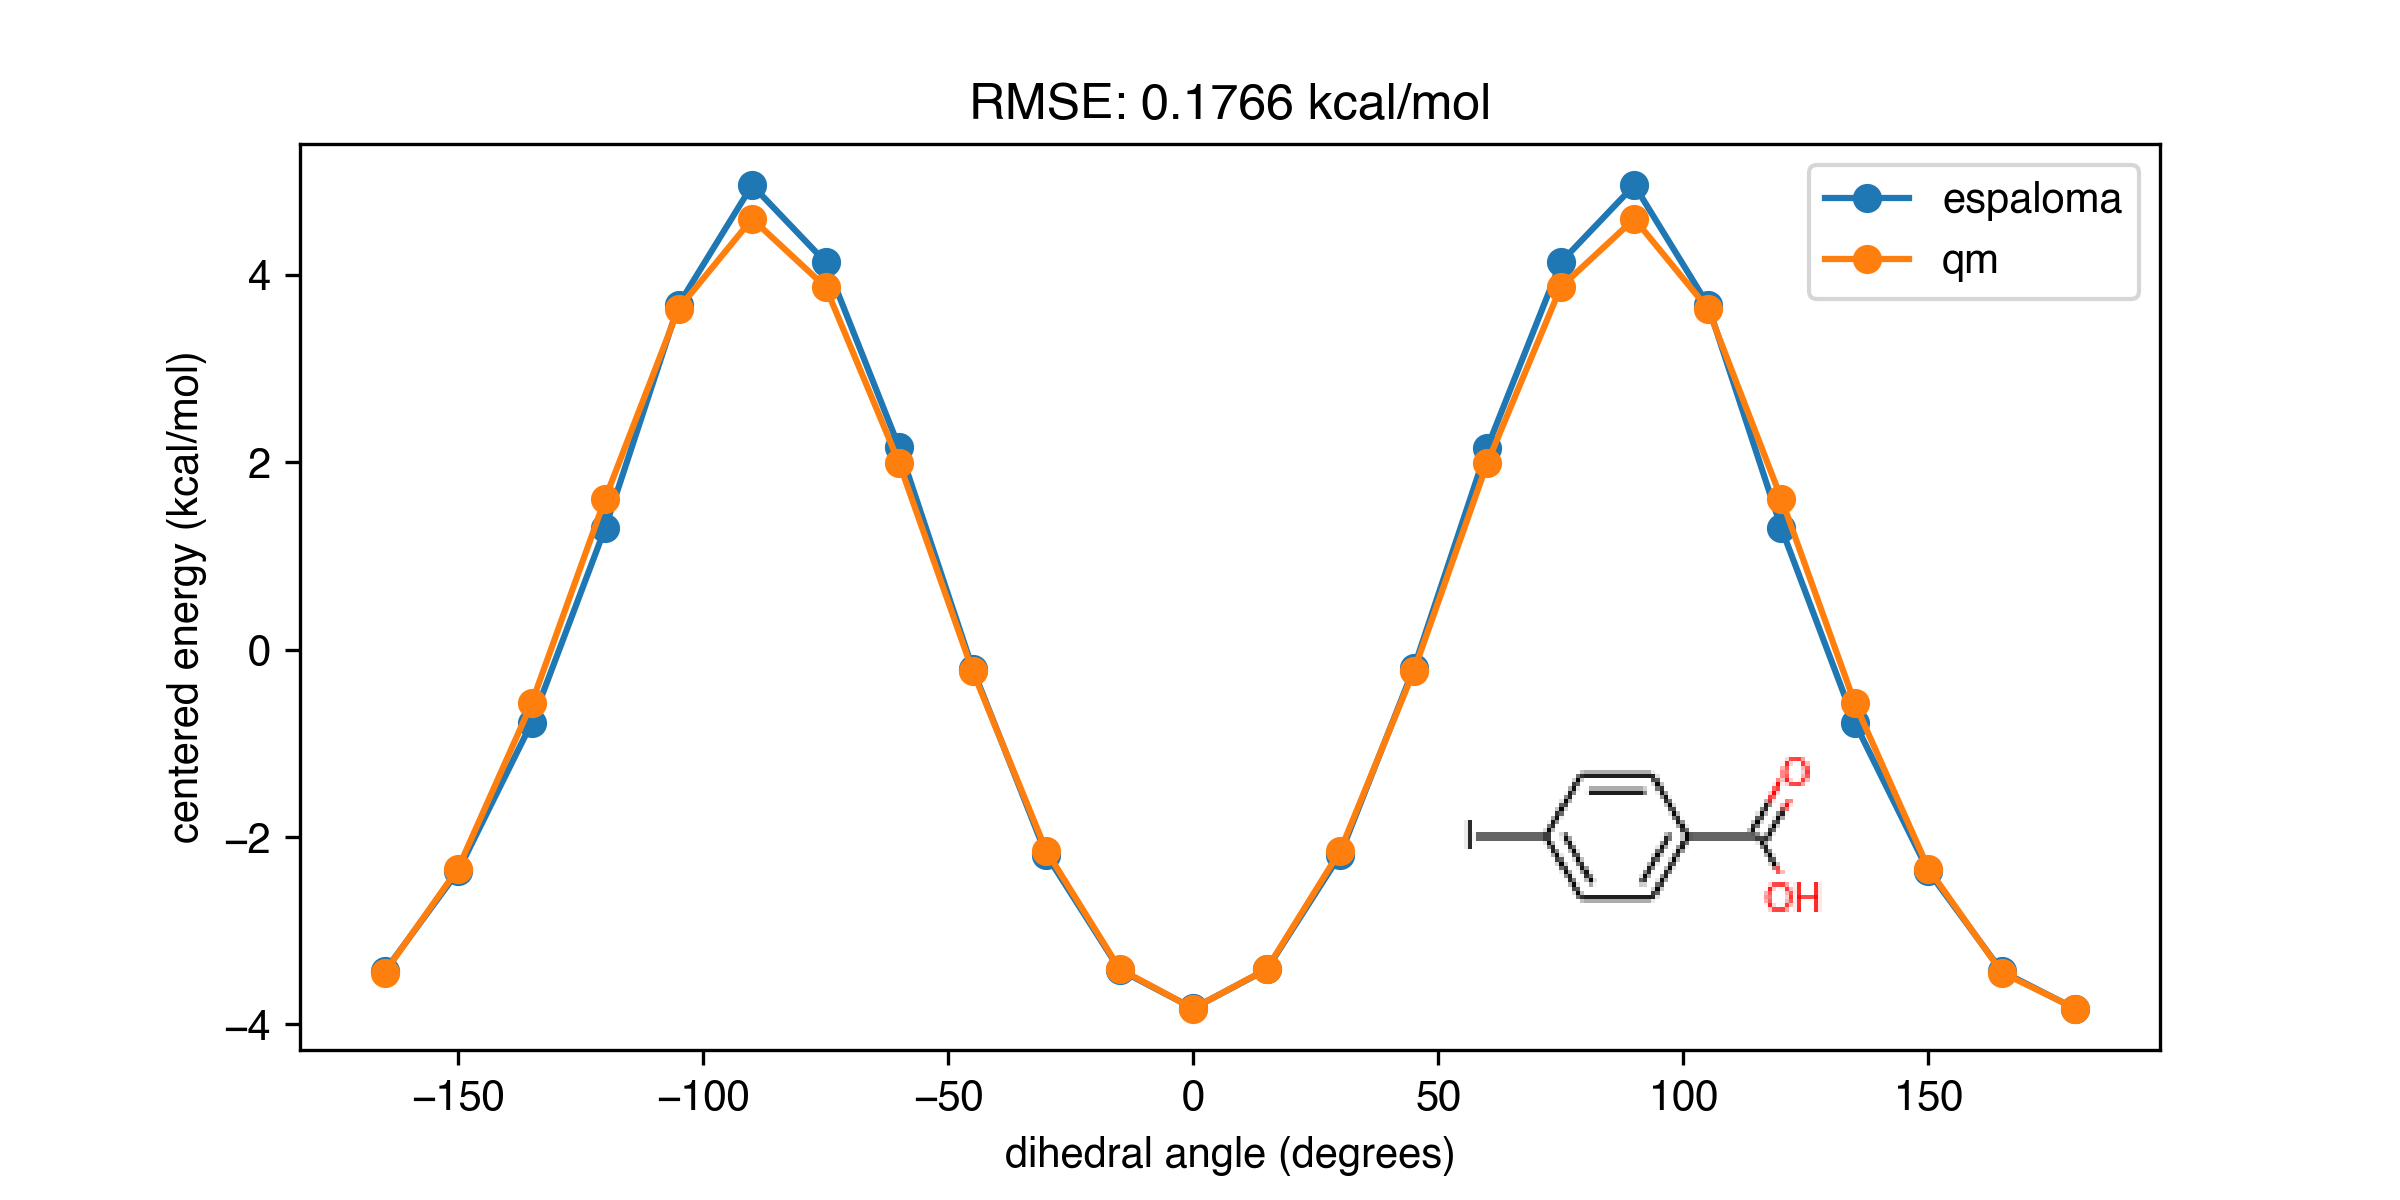 RMSE: 0.1766 kcal/mol
espaloma
qm
centered energy (kcal/mol)
4
2
0
−2
−4
I
O
OH
−150
−100
−50
0
50
100
150
dihedral angle (degrees)